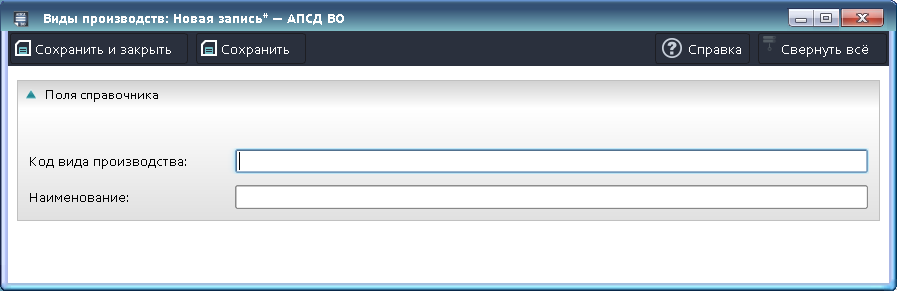 Виды производств: Новая запись* — АПСД ВО
Сохранить и закрыть Сохранить Справка Свернуть всё
Поля справочника
Код вида производства:
Наименование: